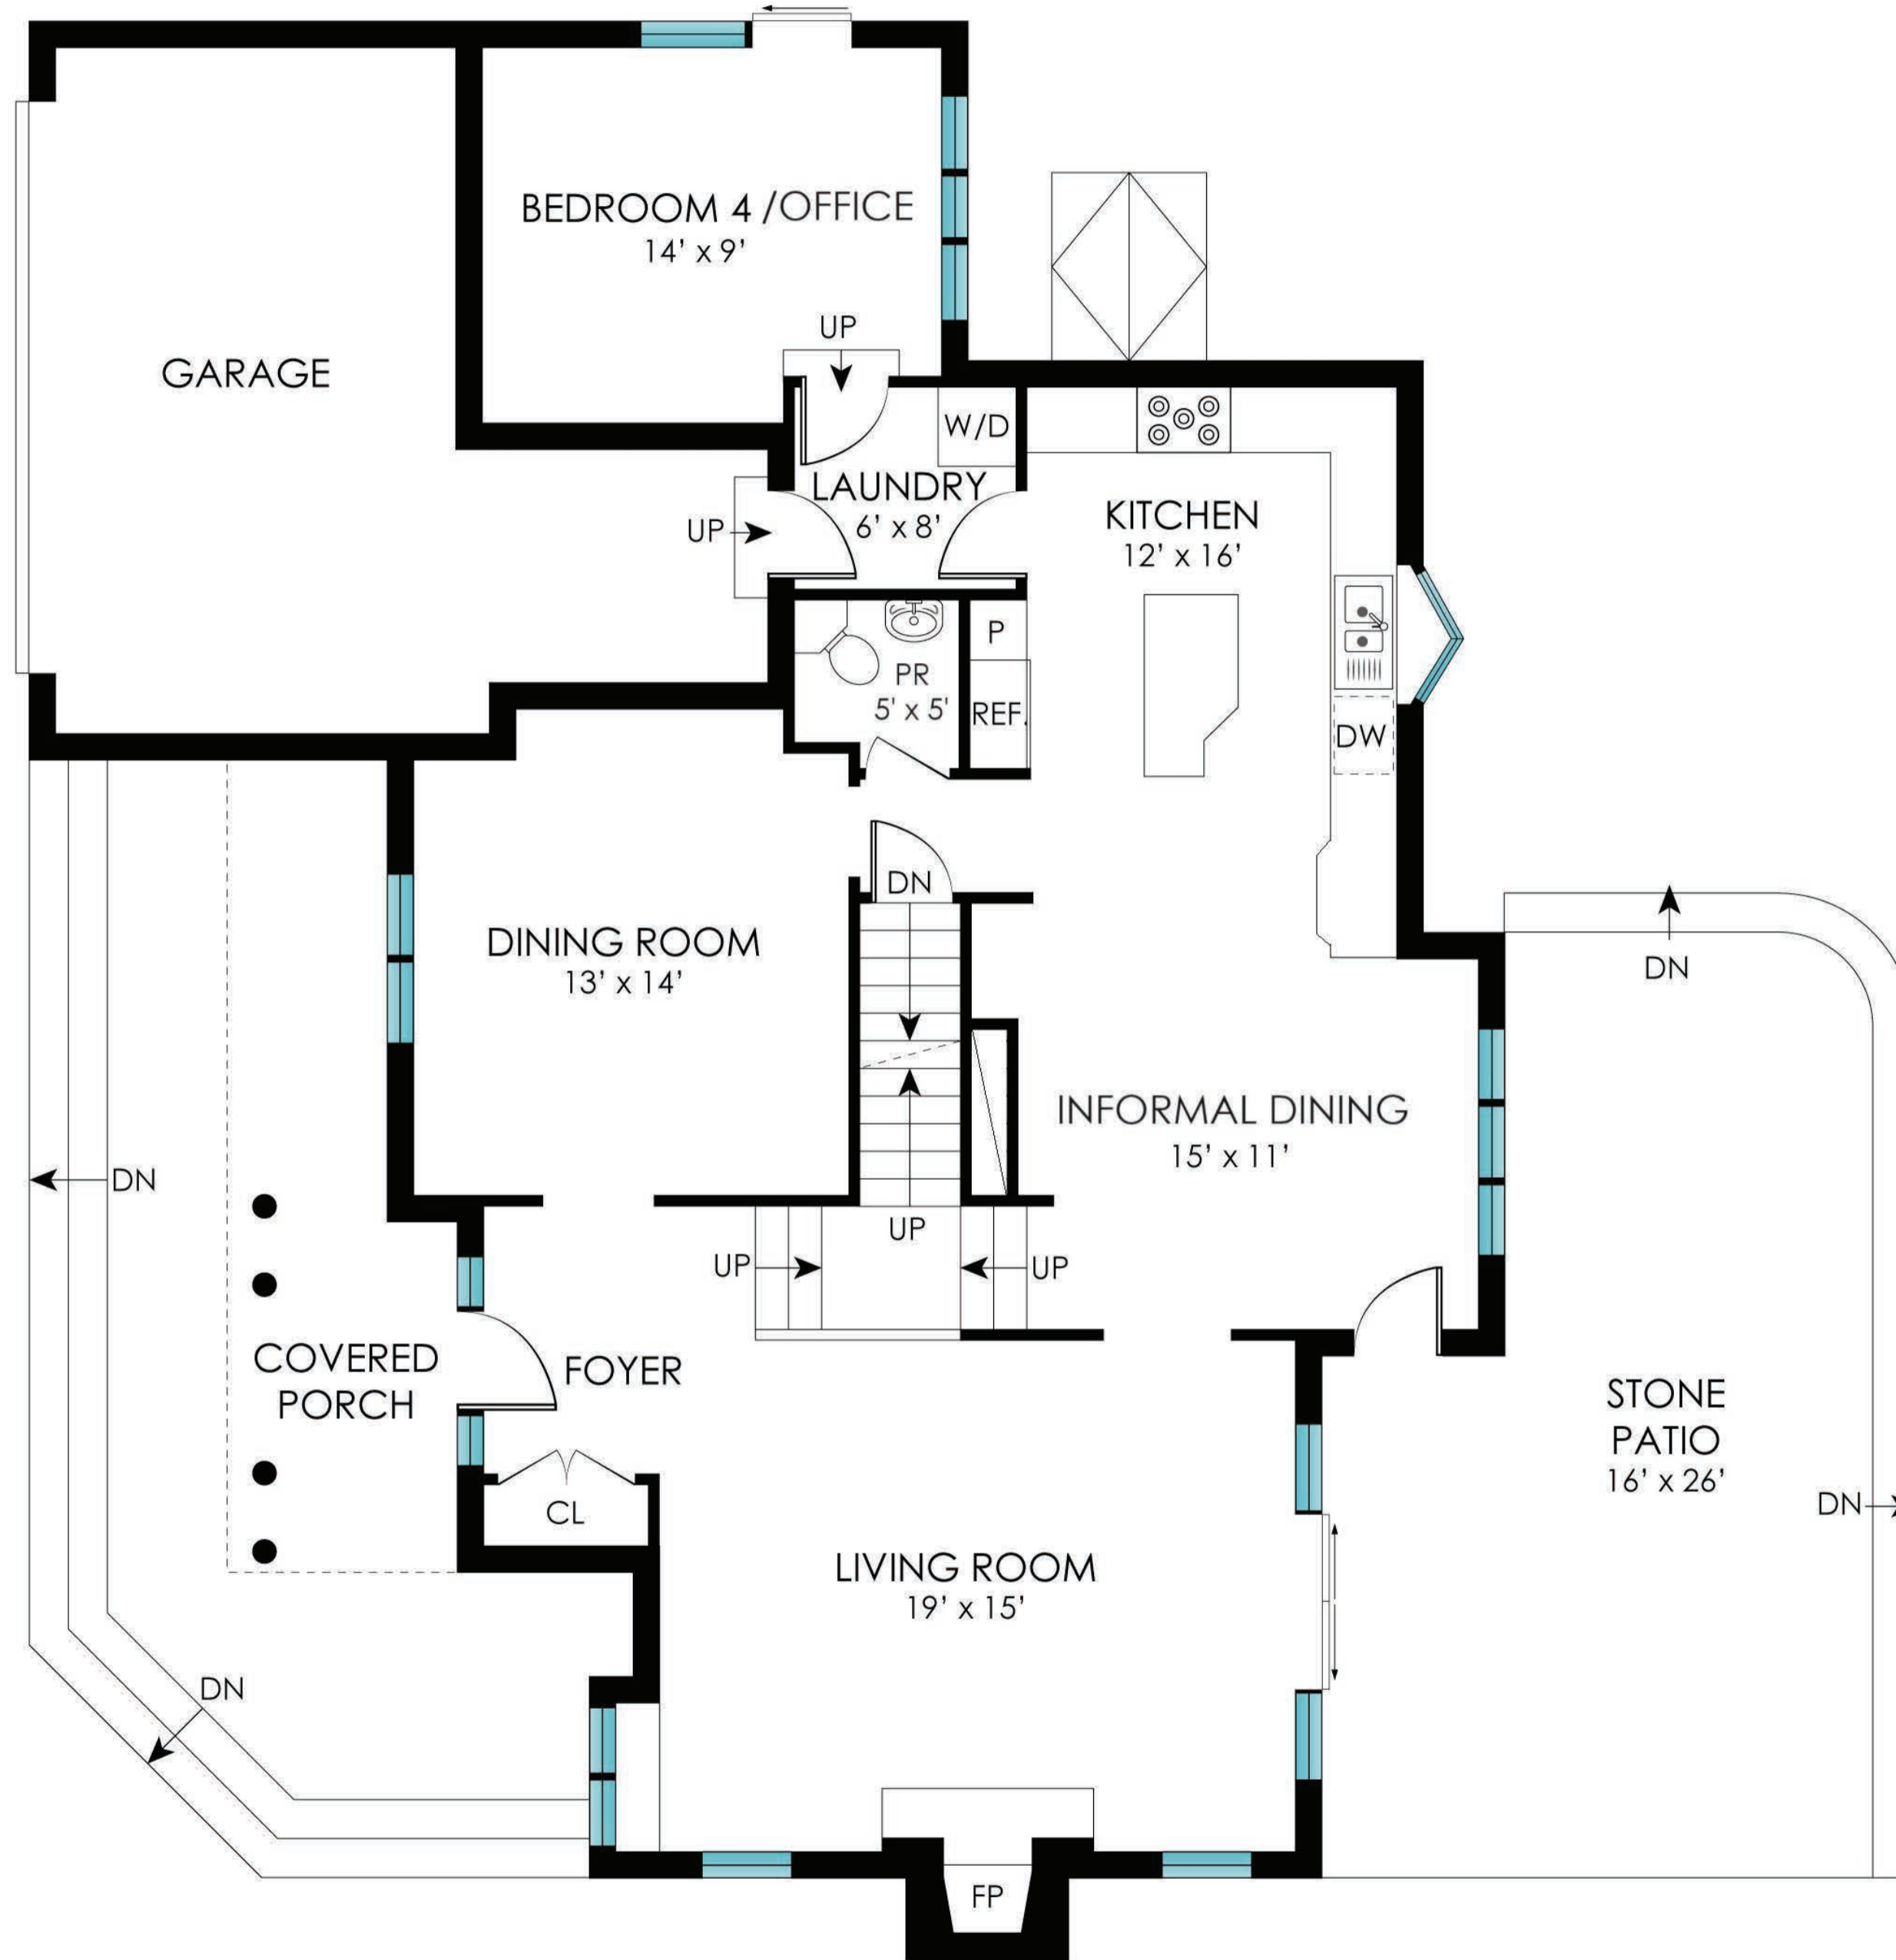 BEDROOM 4 /OFFICE
14' x 9'
UP
GARAGE
W/D
LAUNDRY
6' x 8'
UP
KITCHEN
12' x 16'
P
PR
5' x 5'
REF.
DW
DN
DINING ROOM
13' x 14'
DN
INFORMAL DINING
15' x 11'
DN
UP
UP
UP
COVERED
PORCH
FOYER
STONE
PATIO
16' x 26'
DN
CL
LIVING ROOM
19' x 15'
DN
FP